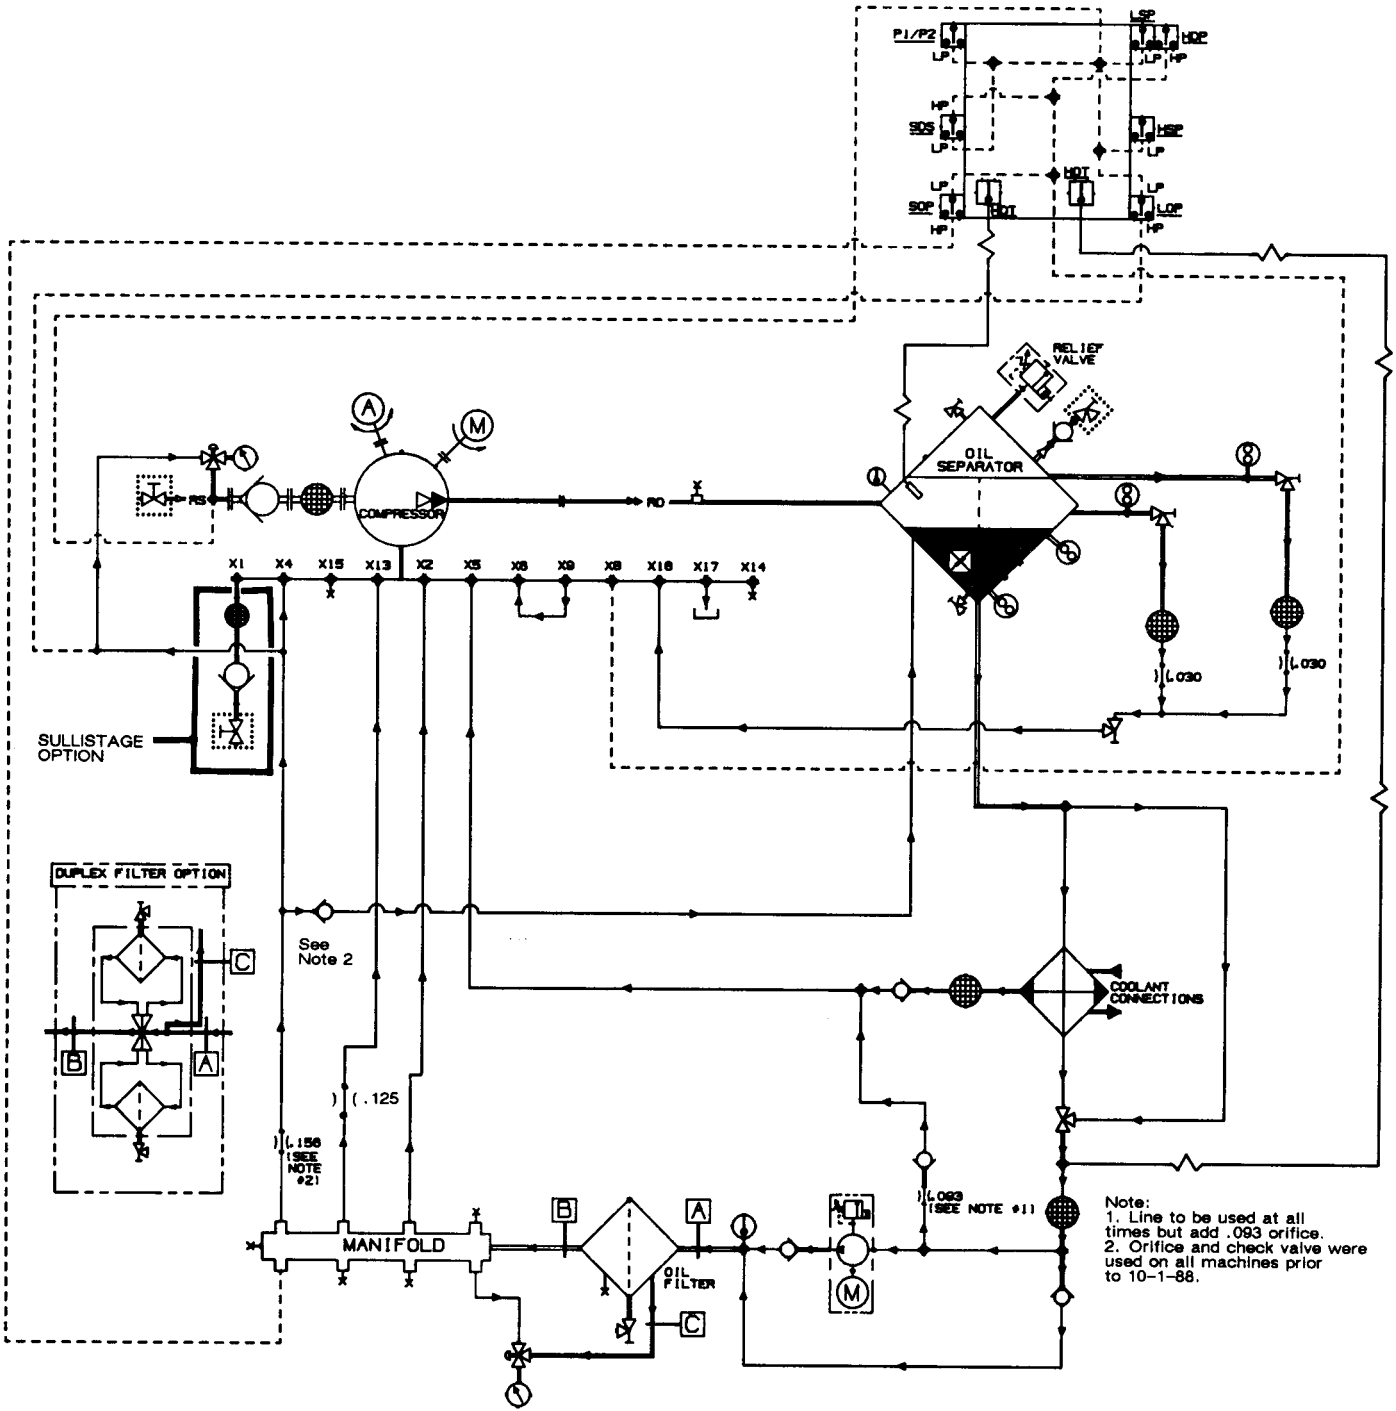 LSP
P1/P2
HDP
LP
LP
HP
HP
SDS
HSP
LP
LP
HDT
LP
LP
SOP
LOP
HDT
HP
HP
RELIEF
VALVE
A
M
OIL
SEPARATOR
RS
RD
X
COMPRESSOR
X1
X4
X15
X13
X2
X5
X6
X9
X8
X16
X17
X14
X
X
)(.030
)(.030
SULLISTAGE
OPTION
DUPLEX FILTER OPTION
See
Note 2
C
COOLANT
CONNECTIONS
B
A
)(.125
)(.156
(SEE
NOTE
#2)
)(.093
(SEE NOTE #1)
Note:
1. Line to be used at all
times but add .093 orifice.
2. Orifice and check valve were
used on all machines prior
to 10-1-88.
X
B
A
X
MANIFOLD
OIL
FILTER
X
X
X
M
C